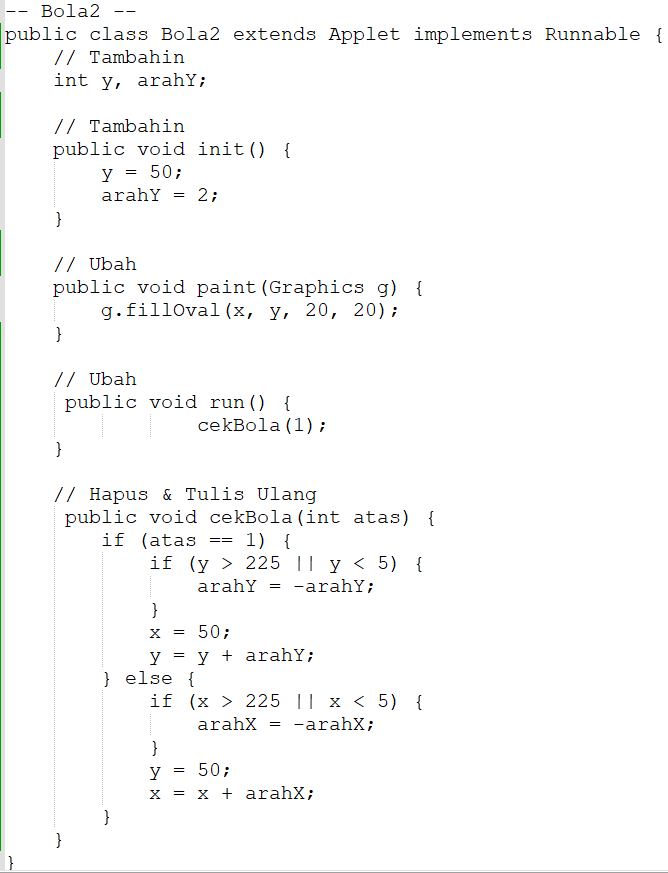 -- Bola2 --
public class Bola2 extends Applet implements Runnable {
    // Tambahin
    int y, arahY;

    // Tambahin
    public void init() {
        y = 50;
        arahY = 2;
    }

    // Ubah
    public void paint(Graphics g) {
        g.fillOval(x, y, 20, 20);
    }

    // Ubah
     public void run() {
                cekBola(1);
    }

    // Hapus & Tulis Ulang
     public void cekBola(int atas) {
        if (atas == 1) {
            if (y > 225 || y < 5) {
                arahY = -arahY;
            }
            x = 50;
            y = y + arahY;
        } else {
            if (x > 225 || x < 5) {
                arahX = -arahX;
            }
            y = 50;
            x = x + arahX;
        }
    }
}